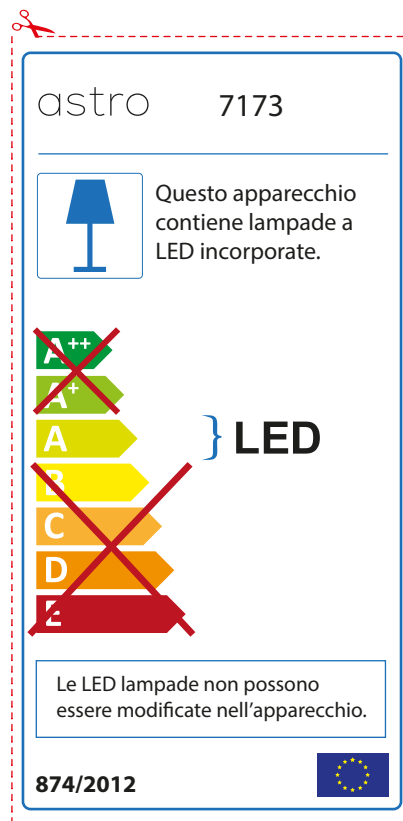 astro 7173
Questo apparecchio
contiene lampade a
LED incorporate.
A++
A+
A
B
C
D
E
} LED
Le LED lampade non possono
essere modificate nell'apparecchio.
874/2012